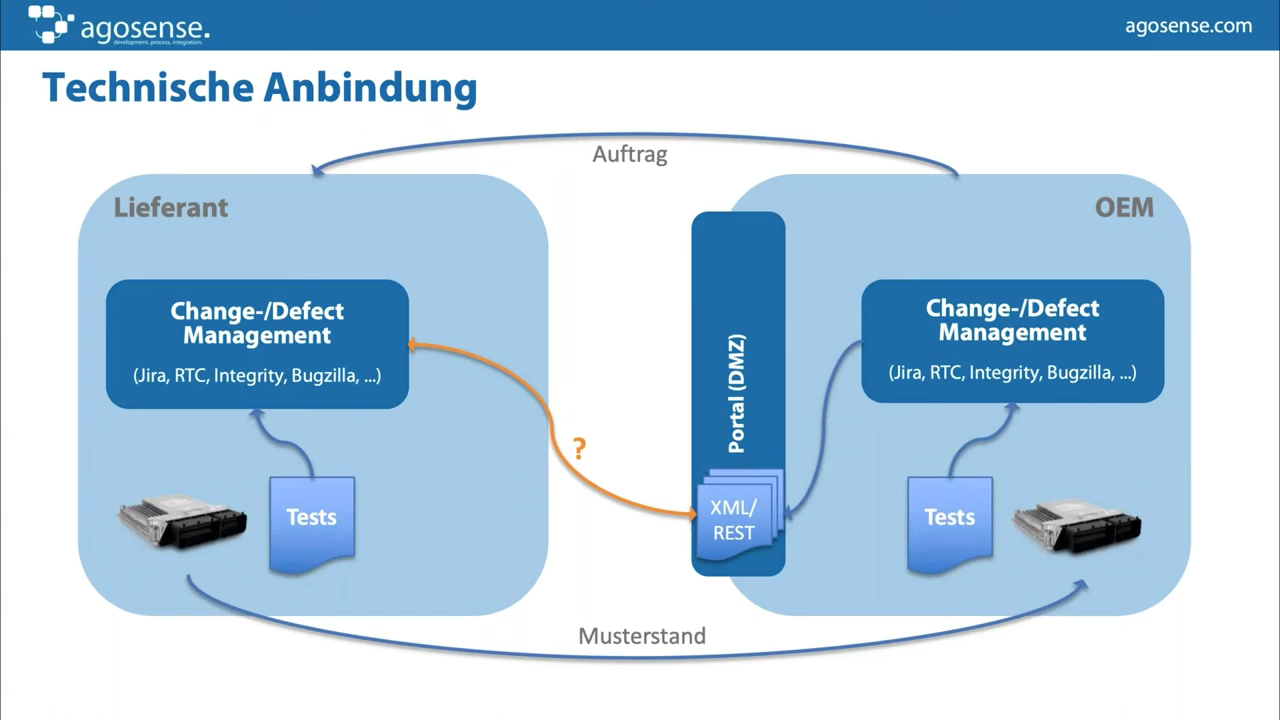 agosense.
development. process. integration.
agosense.com
Technische Anbindung
Auftrag
Lieferant
OEM
Change-/Defect
Management
(Jira, RTC, Integrity, Bugzilla, ...)
Change-/Defect
Management
(Jira, RTC, Integrity, Bugzilla, ...)
Portal (DMZ)
?
XML/
REST
Tests
Tests
Musterstand